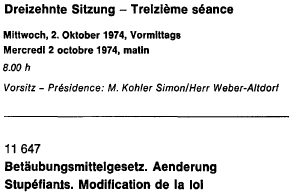 Dreizehnte Sitzung – Treizième séance
Mittwoch, 2. Oktober 1974, Vormittags
Mercredi 2 octobre 1974, matin
8.00 h
Vorsitz – Présidence: M. Kohler Simon/Herr Weber-Altdorf
11 647
Betäubungsmittelgesetz. Aenderung
Stupéfiants. Modification de la loi